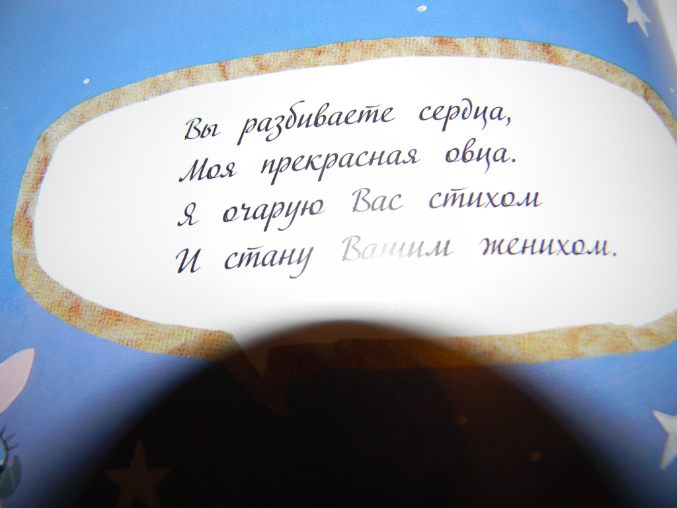 Вы разбиваете сердца,
Моя прекрасная овца.
Я очарую Вас стихом
И стану Вашим женихом.